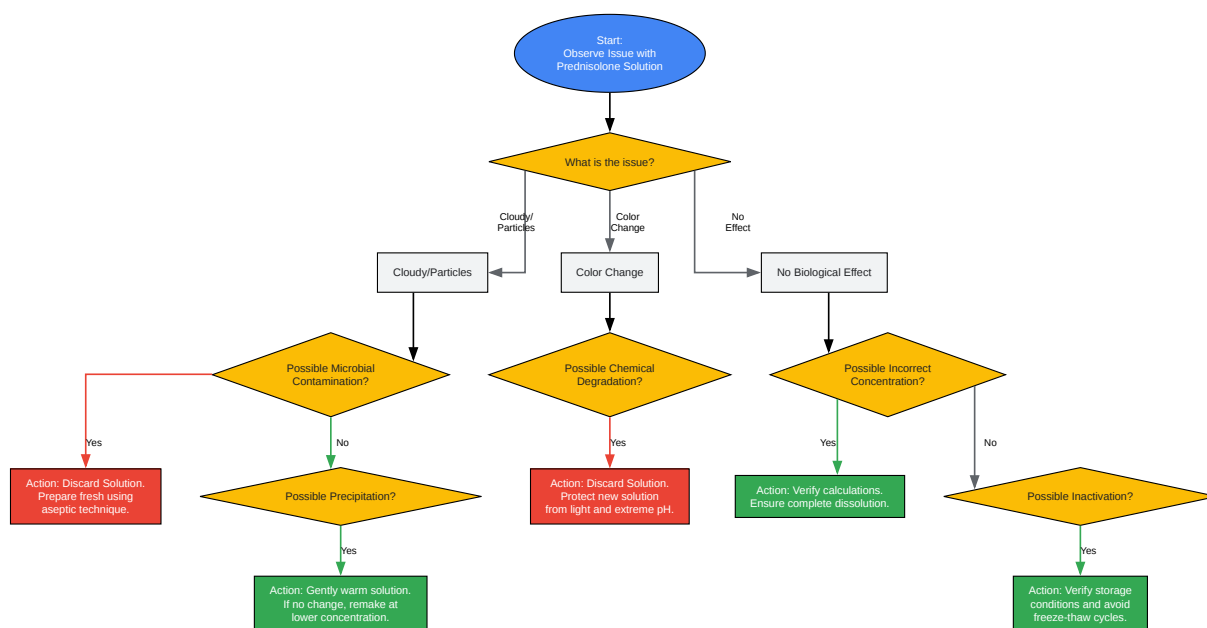 Start:
Observe Issue with
Prednisolone Solution
What is the issue?
Cloudy/
Particles
Color
Change
No
Effect
Cloudy/Particles
Color Change
No Biological Effect
Possible Microbial
Contamination?
Possible Chemical
Degradation?
Possible Incorrect
Concentration?
Yes
No
Yes
Yes
No
Action: Discard Solution.
Prepare fresh using
aseptic technique.
Possible Precipitation?
Action: Discard Solution.
Protect new solution
from light and extreme pH.
Action: Verify calculations.
Ensure complete dissolution.
Possible Inactivation?
Yes
Yes
Action: Gently warm solution.
If no change, remake at
lower concentration.
Action: Verify storage
conditions and avoid
freeze-thaw cycles.